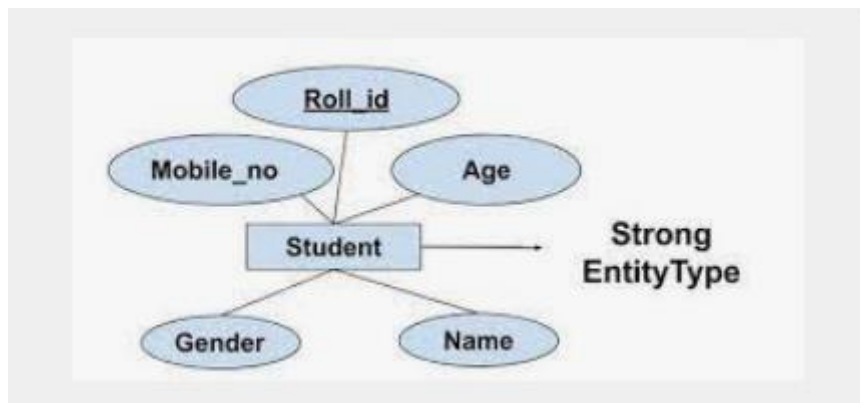 Roll_id
Mobile_no
Age
Student
Strong
EntityType
Gender
Name